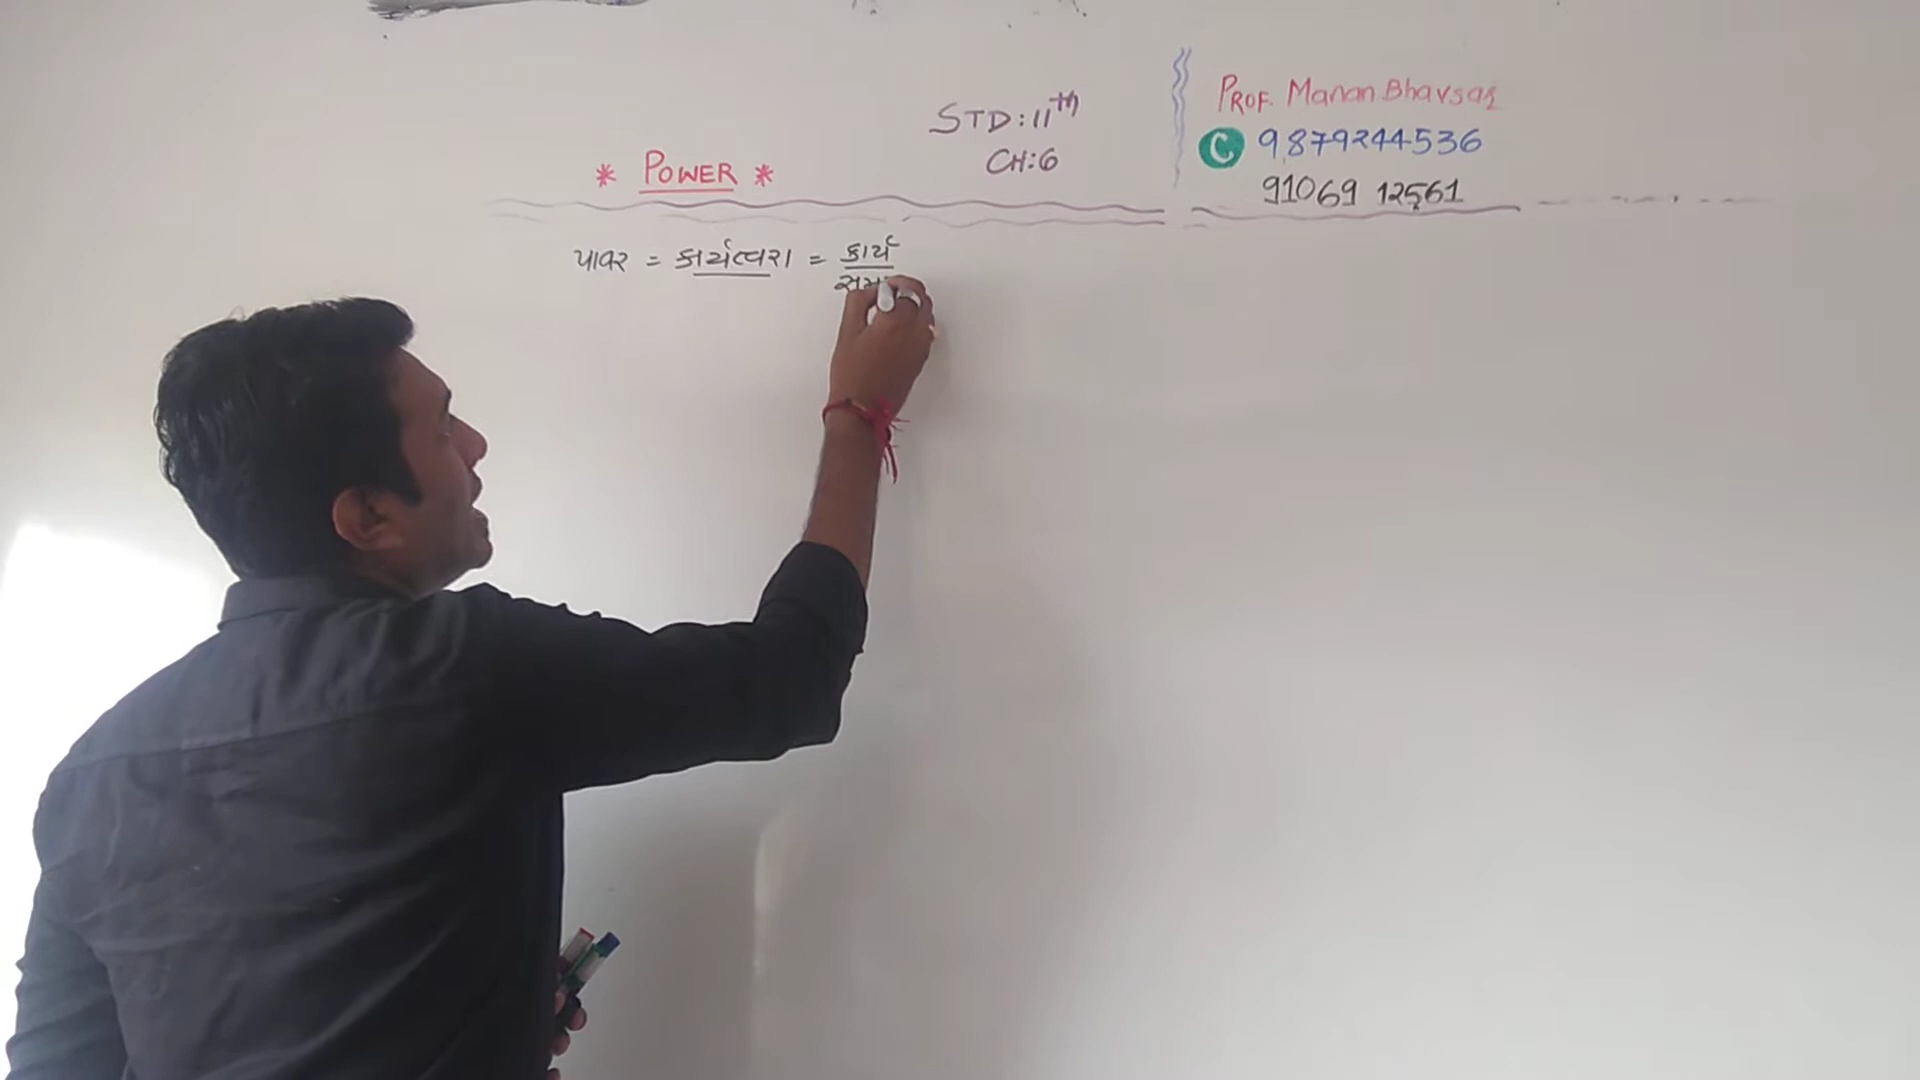 PROF. Manan Bhavsar
STD: 11th
C 9879244536
CH: 6
* POWER *
91069 12561
પાવર = કાર્યત્વરા = કાર્ય